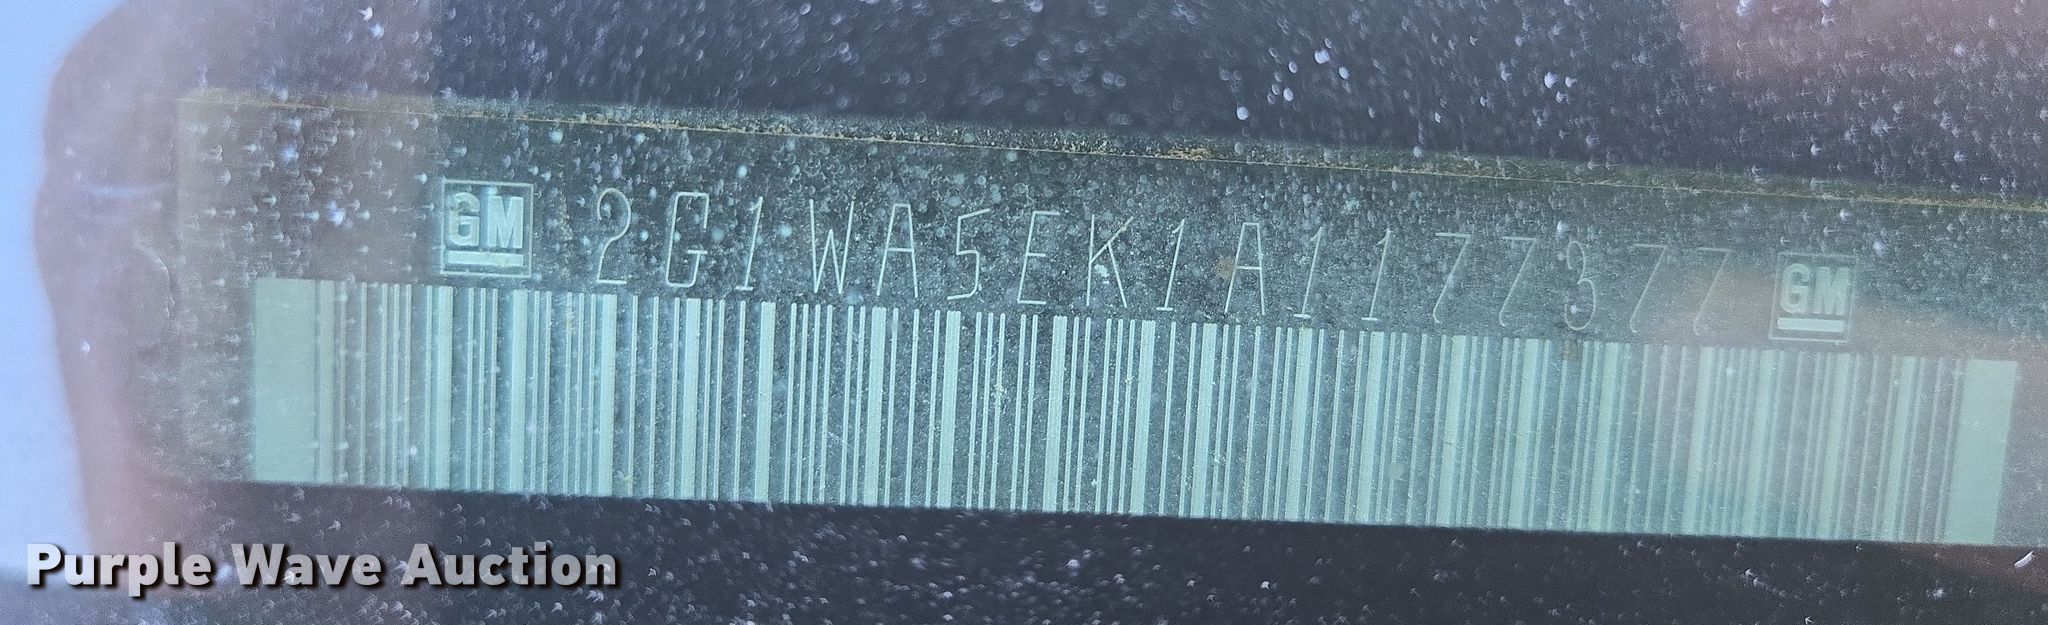 GM 2G1WA5EK1A1177377 GM
Purple Wave Auction